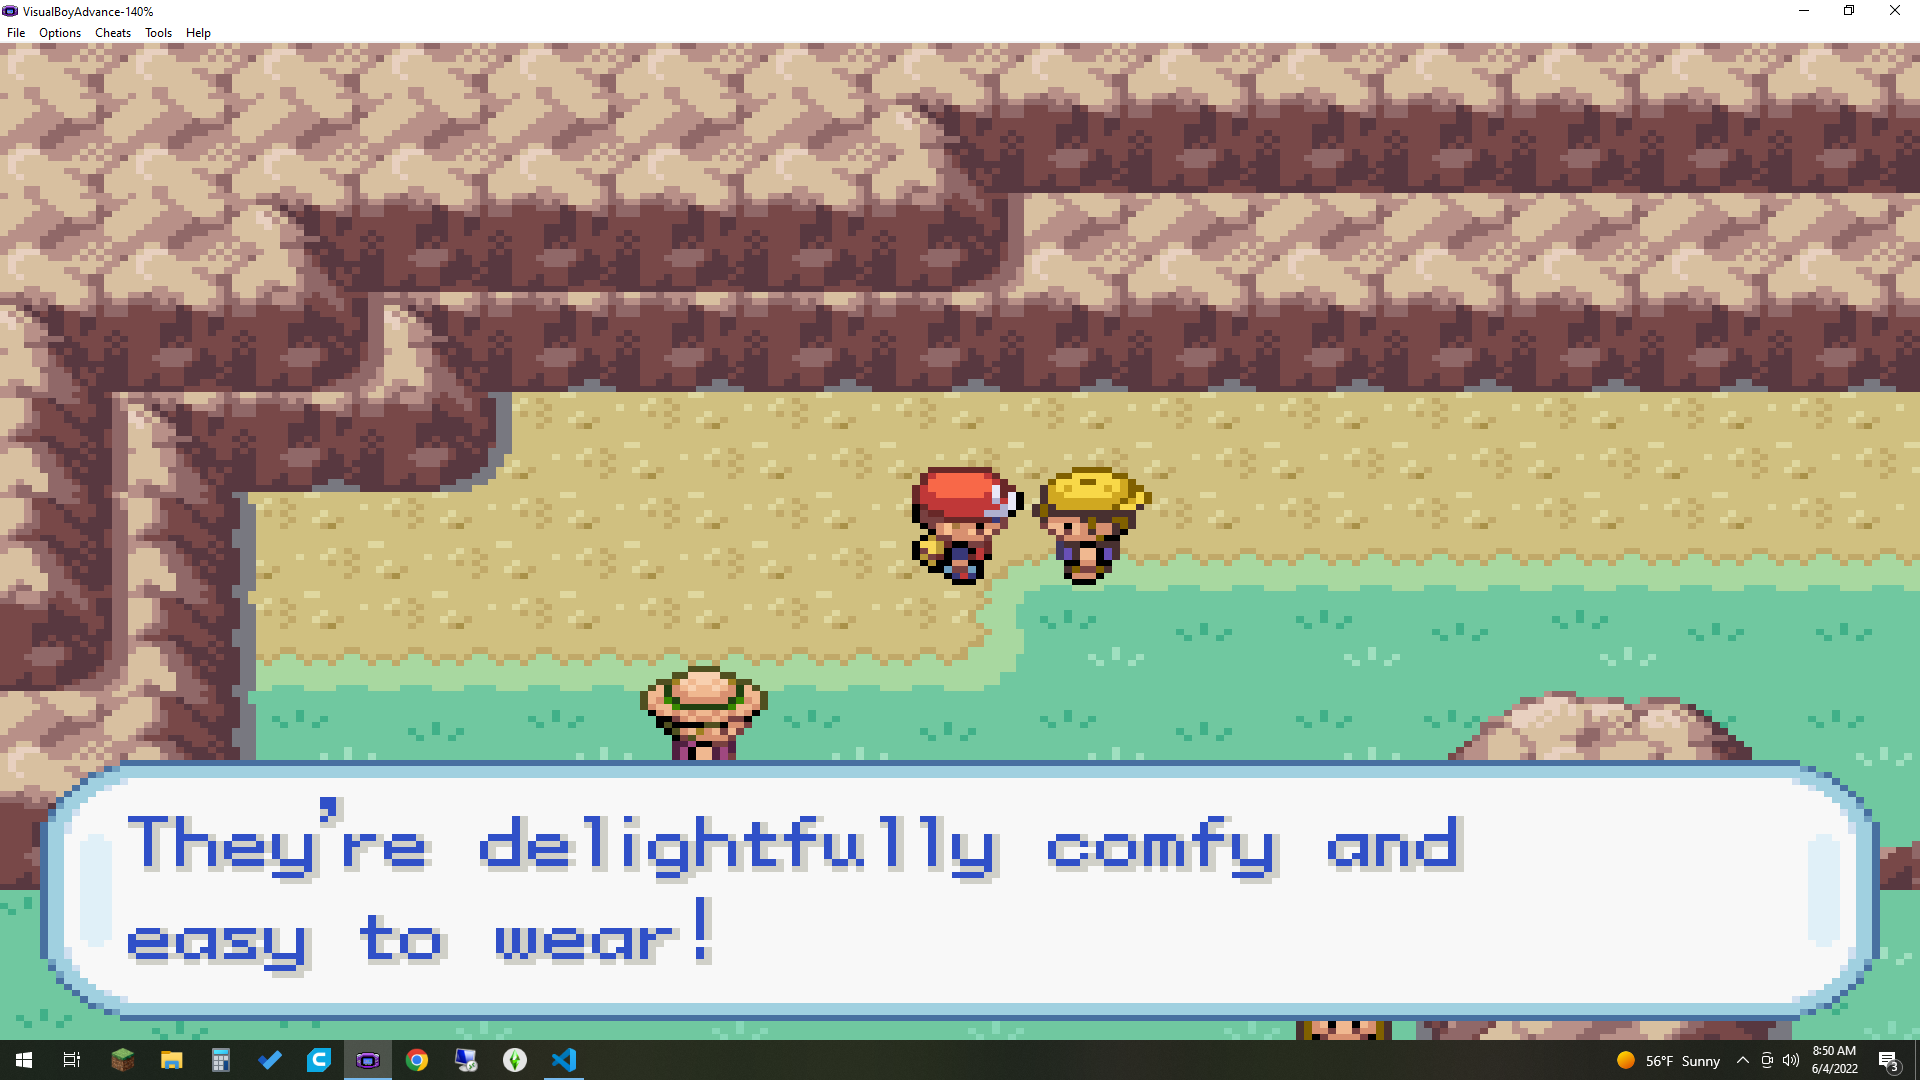 VisualBoyAdvance-140%
File Options Cheats Tools Help
They're delightfully comfy and
easy to wear!
56°F Sunny
8:50 AM
6/4/2022
3